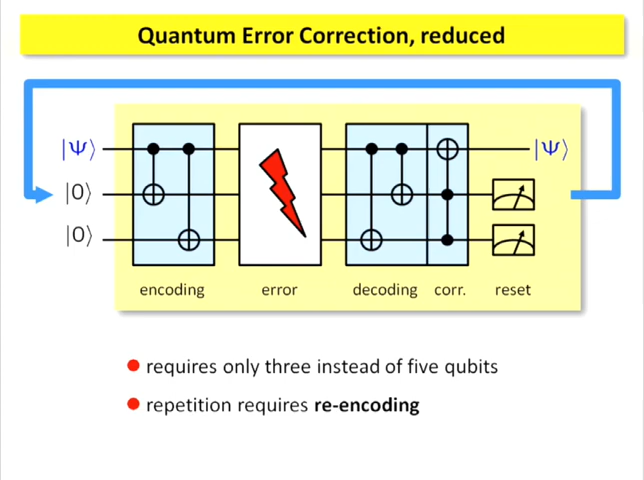 Quantum Error Correction, reduced
|Ψ⟩
|Ψ⟩
|0⟩
|0⟩
encoding error decoding corr. reset
requires only three instead of five qubits
repetition requires re-encoding